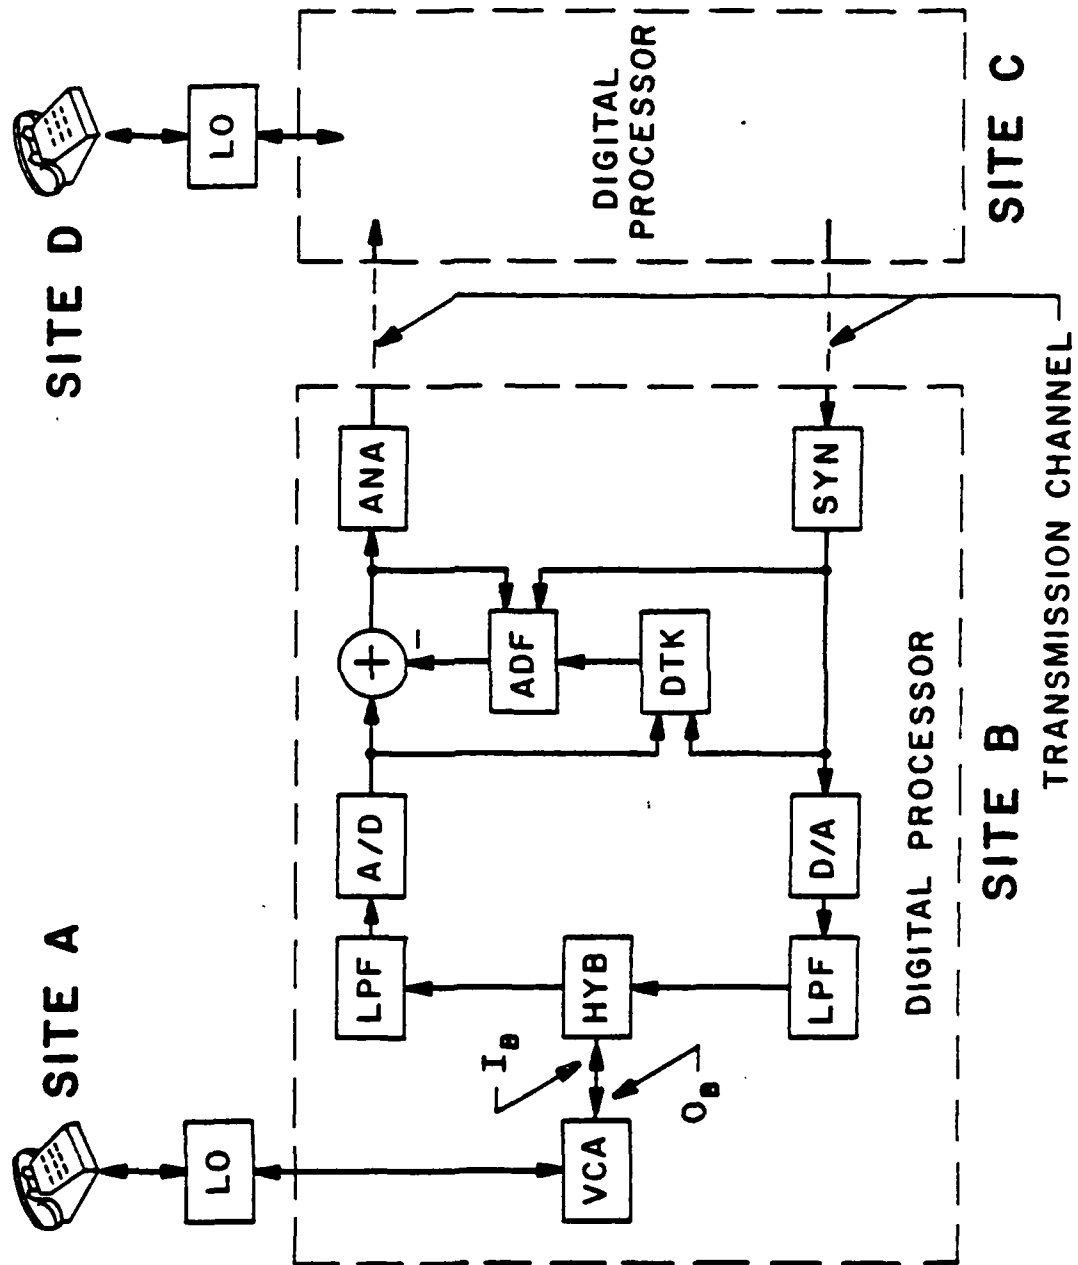 SITE A
SITE D
LO
LO
LPF
A/D
+
–
ANA
VCA
I_B
O_B
HYB
ADF
DTK
LPF
D/A
SYN
DIGITAL PROCESSOR
SITE B
DIGITAL
PROCESSOR
SITE C
TRANSMISSION CHANNEL